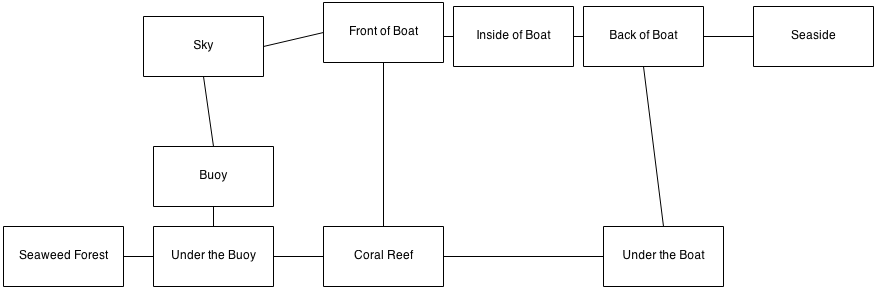 Sky
Front of Boat
Inside of Boat
Back of Boat
Seaside
Buoy
Seaweed Forest
Under the Buoy
Coral Reef
Under the Boat